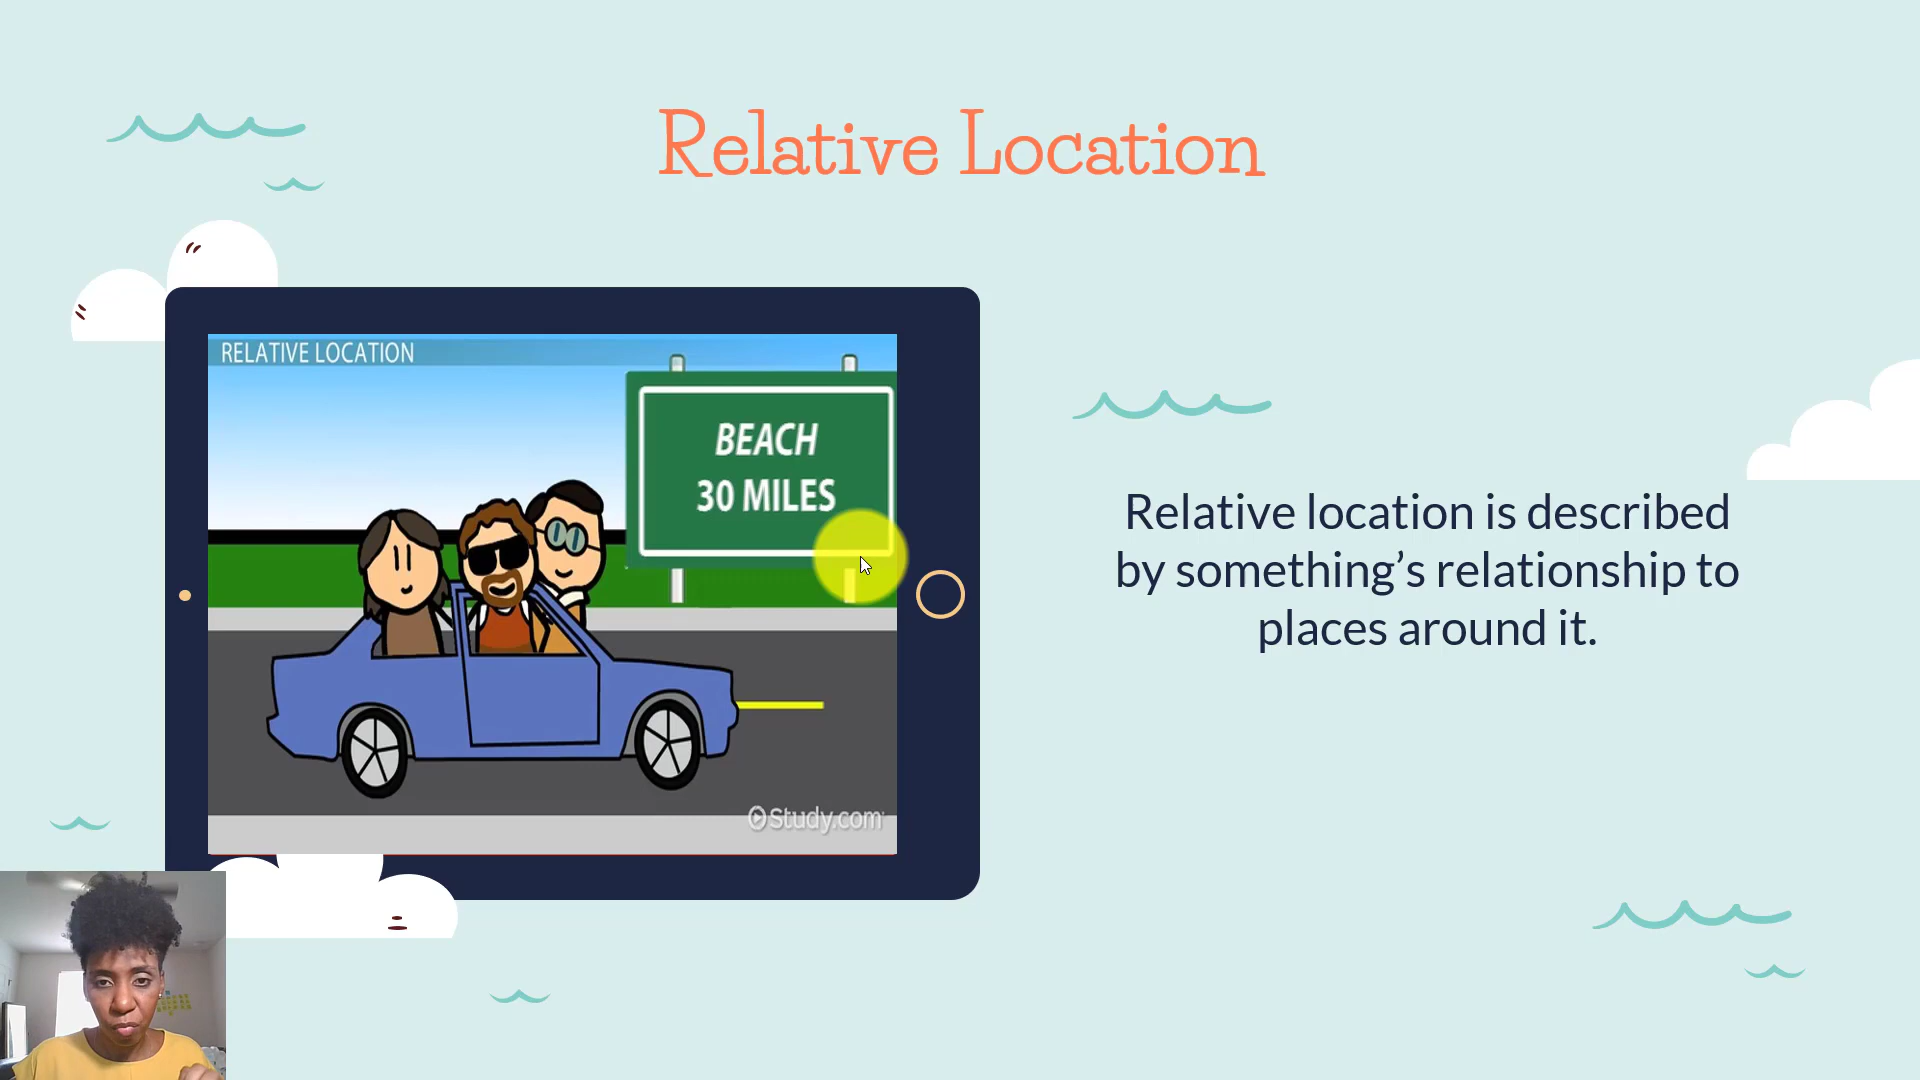 Relative Location
RELATIVE LOCATION
BEACH
30 MILES
Study.com
Relative location is described
by something’s relationship to
places around it.